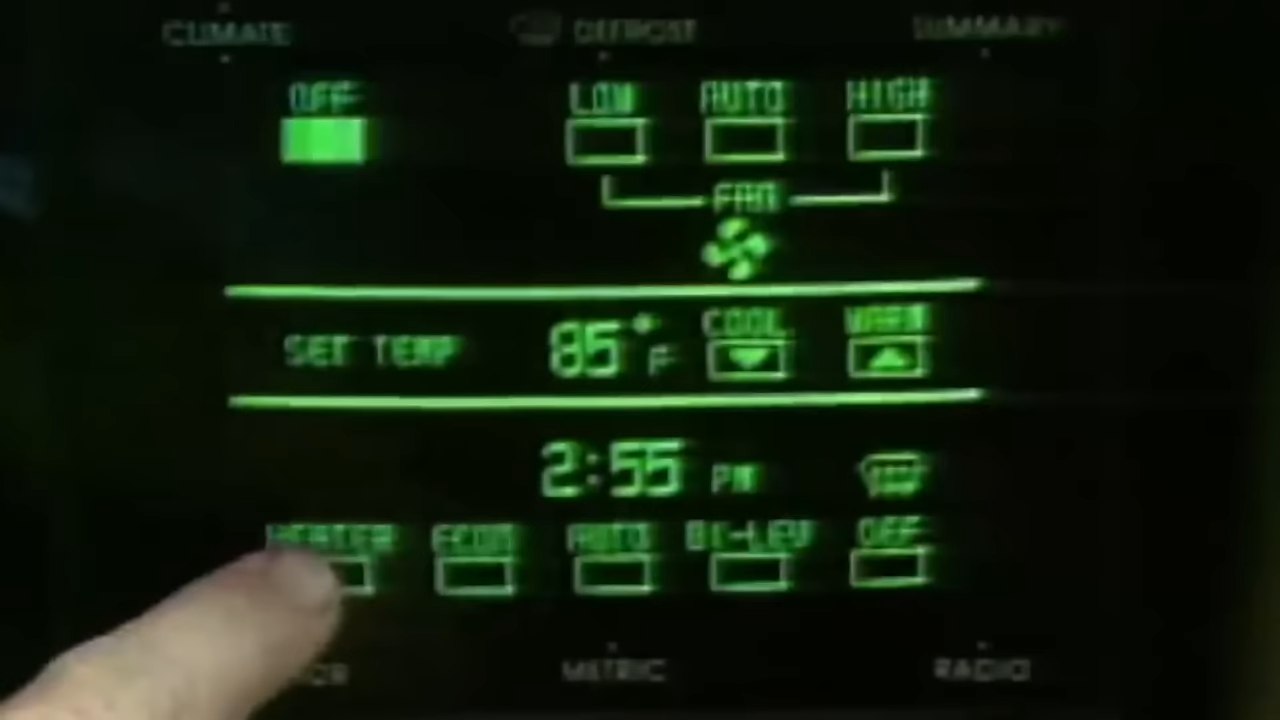 CLIMATE DEFROST SUMMARY
OFF LOW AUTO HIGH
FAN
SET TEMP 85°F COOL WARM
2:55 PM
HEATER ECON AUTO BI-LEV OFF
METRIC RADIO